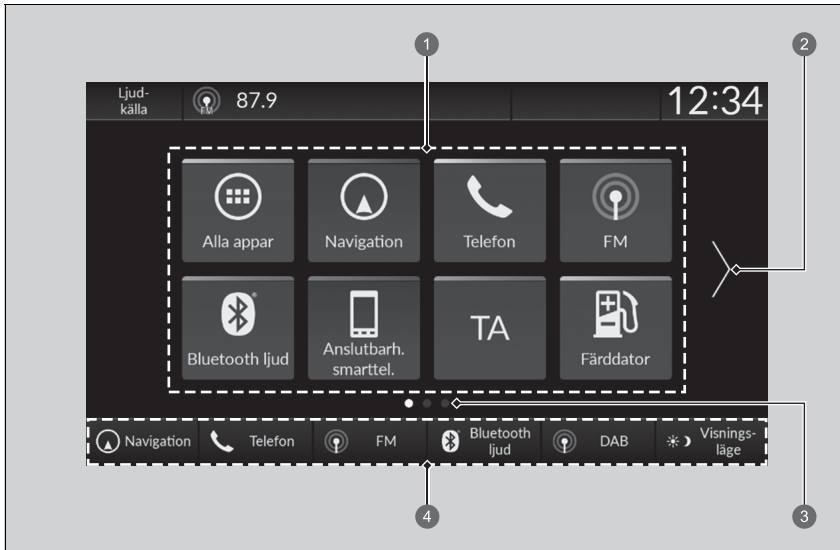 1
2
Ljud-
källa
FM
87.9
12:34
Alla appar
Navigation
Telefon
FM
Bluetooth ljud
Anslutbarh.
smarttel.
TA
Färddator
Navigation
Telefon
FM
Bluetooth
ljud
DAB
Visnings-
läge
4
3